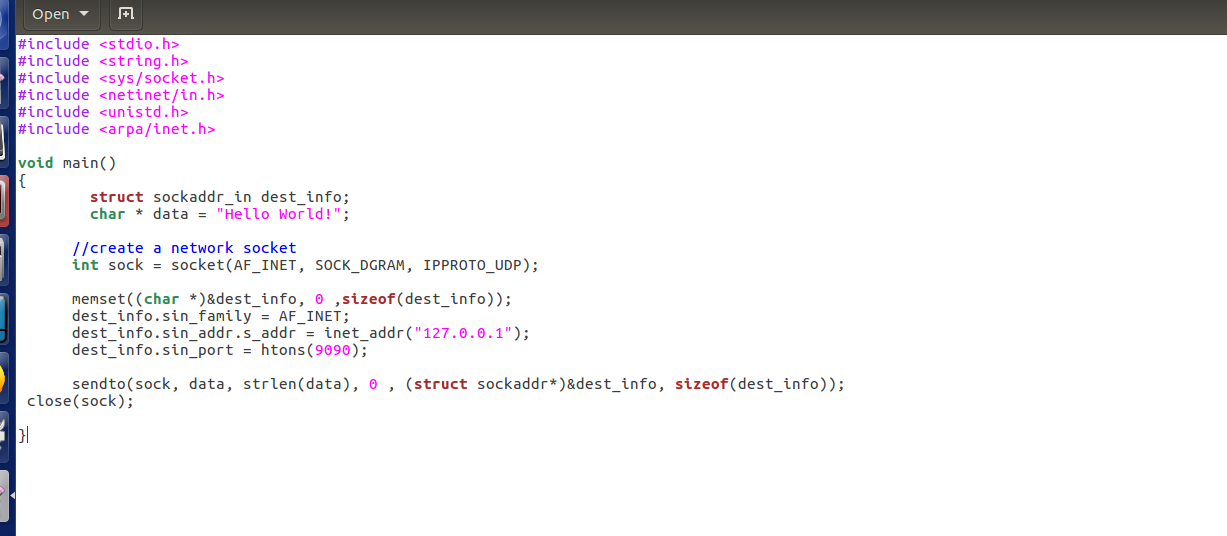 Open
#include <stdio.h>
#include <string.h>
#include <sys/socket.h>
#include <netinet/in.h>
#include <unistd.h>
#include <arpa/inet.h>
void main()
{
struct sockaddr_in dest_info;
char * data = "Hello World!";
//create a network socket
int sock = socket(AF_INET, SOCK_DGRAM, IPPROTO_UDP);
memset((char *)&dest_info, 0 ,sizeof(dest_info));
dest_info.sin_family = AF_INET;
dest_info.sin_addr.s_addr = inet_addr("127.0.0.1");
dest_info.sin_port = htons(9090);
sendto(sock, data, strlen(data), 0 , (struct sockaddr*)&dest_info, sizeof(dest_info));
close(sock);
}